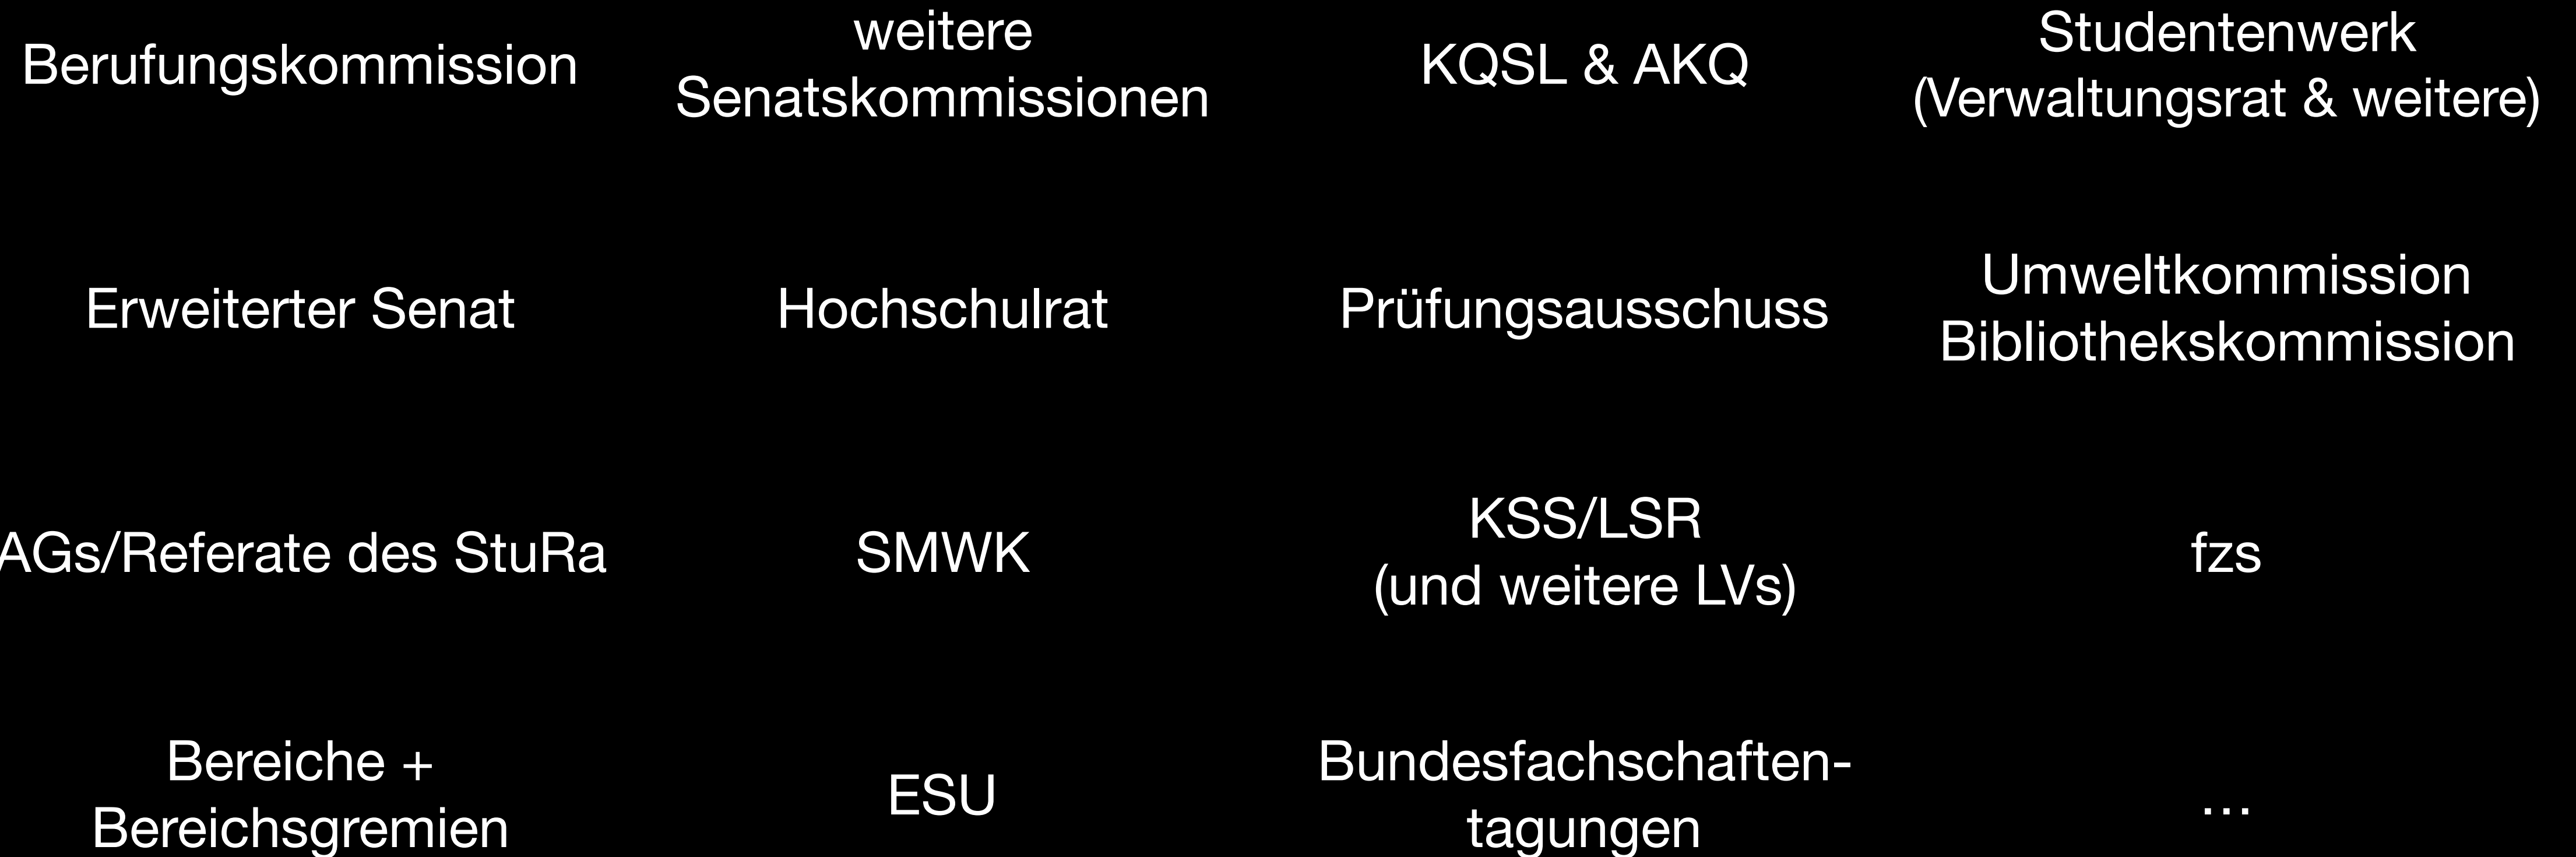 Berufungskommission
weitere
Senatskommissionen
KQSL & AKQ
Studentenwerk
(Verwaltungsrat & weitere)
Erweiterter Senat
Hochschulrat
Prüfungsausschuss
Umweltkommission
Bibliothekskommission
AGs/Referate des StuRa
SMWK
KSS/LSR
(und weitere LVs)
fzs
Bereiche +
Bereichsgremien
ESU
Bundesfachschaften-
tagungen
…